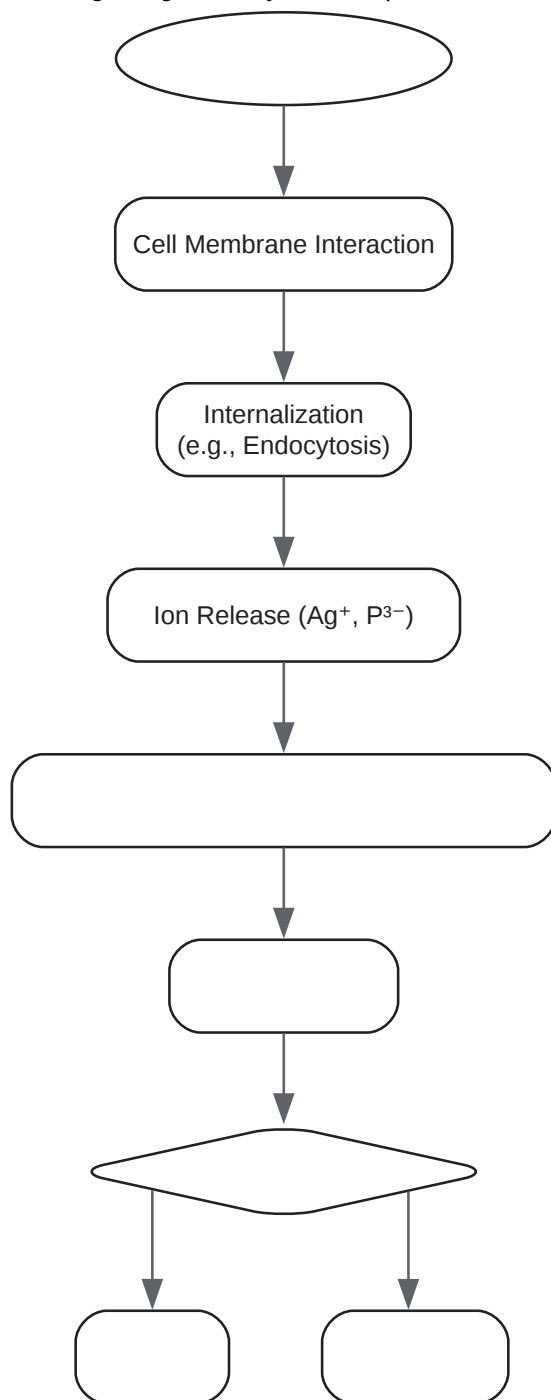 Cell Membrane Interaction
Internalization
(e.g., Endocytosis)
Ion Release (Ag⁺, P³⁻)